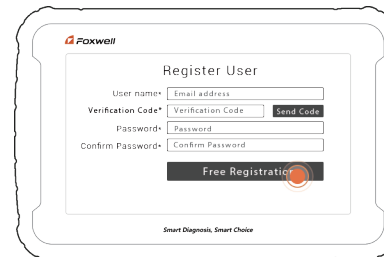 Foxwell
Register User
User name* Email address
Verification Code* Verification Code Send Code
Password* Password
Confirm Password* Confirm Password
Free Registration
Smart Diagnosis, Smart Choice